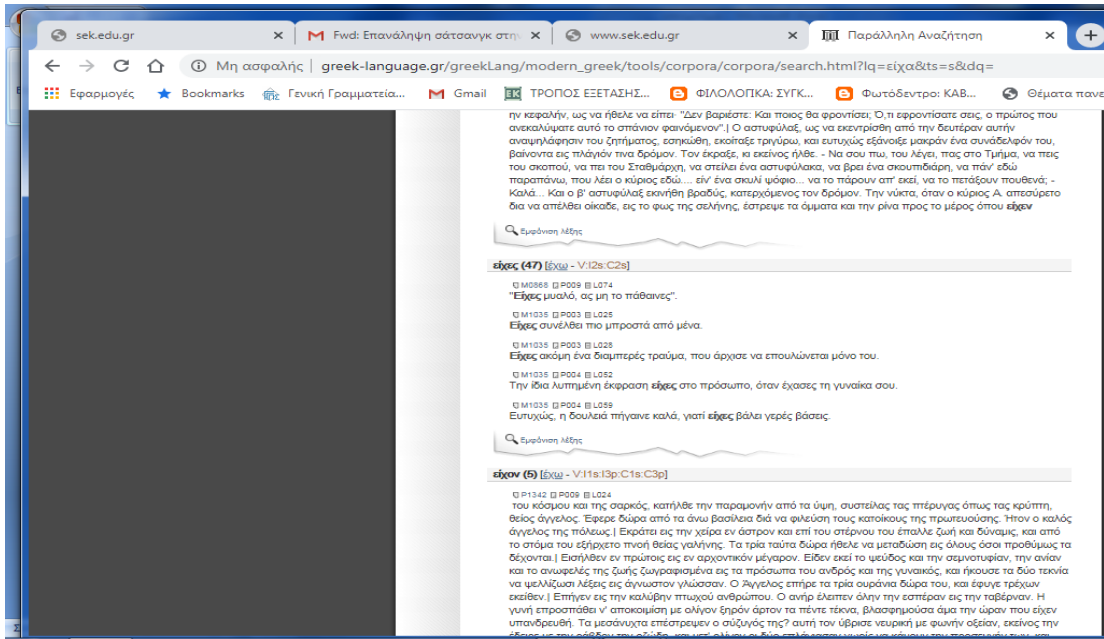 sek.edu.gr
Fwd: Επανάληψη σάτσανγκ στην
www.sek.edu.gr
Παράλληλη Αναζήτηση
Μη ασφαλής | greek-language.gr/greekLang/modern_greek/tools/corpora/corpora/search.html?lq=είχα&ts=s&dq=
Εφαρμογές Bookmarks Γενική Γραμματεία... Gmail ΤΡΟΠΟΣ ΕΞΕΤΑΣΗΣ... ΦΙΛΟΛΟΓΙΚΑ: ΣΥΓΚ... Φωτόδεντρο: ΚΑΒ... Θέματα πανε
ην κεφαλήν, ως να ήθελε να είπει· "Δεν βαριέστε: Και ποιος θα φροντίσει; Ό,τι εφροντίσατε σεις, ο πρώτος που
ανεκαλύψατε αυτό το σπάνιον φαινόμενον".| Ο αστυφύλαξ, ως να εκεντρίσθη από την δευτέραν αυτήν
αναψηλάφησιν του ζητήματος, εσηκώθη, εκοίταξε τριγύρω, και ευτυχώς εξάνοιξε μακράν ένα συνάδελφόν του,
βαίνοντα εις πλάγιόν τινα δρόμον. Τον έκραξε, κι εκείνος ήλθε. - Να σου πω, του λέγει, πας στο Τμήμα, να πεις
του σκοπού, να πει του Σταθμάρχη, να στείλει ένα αστυφύλακα, να βρει ένα σκουπιδιάρη, να πάν' εδώ
παραπάνω, που λέει ο κύριος εδώ.... είν' ένα σκυλί ψόφιο... να το πάρουν απ' εκεί, να το πετάξουν πουθενά; -
Καλά... Και ο β' αστυφύλαξ εκινήθη βραδύς, κατερχόμενος τον δρόμον. Την νύκτα, όταν ο κύριος Α. απεσύρετο
δια να απέλθει οίκαδε, εις το φως της σελήνης, έστρεψε τα όμματα και την ρίνα προς το μέρος όπου είχεν
Εμφάνιση λέξης
είχες (47) [έχω - V:I2s:C2s]
M0868 P009 L074
"Είχες μυαλό, ας μη το πάθαινες".
M1035 P003 L025
Είχες συνέλθει πιο μπροστά από μένα.
M1035 P003 L028
Είχες ακόμη ένα διαμπερές τραύμα, που άρχισε να επουλώνεται μόνο του.
M1035 P004 L052
Την ίδια λυπημένη έκφραση είχες στο πρόσωπο, όταν έχασες τη γυναίκα σου.
M1035 P004 L059
Ευτυχώς, η δουλειά πήγαινε καλά, γιατί είχες βάλει γερές βάσεις.
Εμφάνιση λέξης
είχον (5) [έχω - V:I1s:I3p:C1s:C3p]
P1342 P009 L024
του κόσμου και της σαρκός, κατήλθε την παραμονήν από τα ύψη, συστείλας τας πτέρυγας όπως τας κρύπτη,
θείος άγγελος. Έφερε δώρα από τα άνω βασίλεια διά να φιλεύση τους κατοίκους της πρωτευούσης. Ήτον ο καλός
άγγελος της πόλεως.| Εκράτει εις την χείρα εν άστρον και επί του στέρνου του έπαλλε ζωή και δύναμις, και από
το στόμα του εξήρχετο πνοή θείας γαλήνης. Τα τρία ταύτα δώρα ήθελε να μεταδώση εις όλους όσοι προθύμως τα
δέχονται.| Εισήλθεν εν πρώτοις εις εν αρχοντικόν μέγαρον. Είδεν εκεί το ψεύδος και την σεμνοτυφίαν, την ανίαν
και το ανωφελές της ζωής ζωγραφισμένα εις τα πρόσωπα του ανδρός και της γυναικός, και ήκουσε τα δύο τεκνία
να ψελλίζωσι λέξεις εις άγνωστον γλώσσαν. Ο Άγγελος επήρε τα τρία ουράνια δώρα του, και έφυγε τρέχων
εκείθεν.| Επήγεν εις την καλύβην πτωχού ανθρώπου. Ο ανήρ έλειπεν όλην την εσπέραν εις την ταβέρναν. Η
γυνή επροσπάθει ν' αποκοιμίση με ολίγον ξηρόν άρτον τα πέντε τέκνα, βλασφημούσα άμα την ώραν που είχεν
υπανδρευθή. Τα μεσάνυχτα επέστρεψεν ο σύζυγός της? αυτή τον ύβρισε νευρική με φωνήν οξείαν, εκείνος την